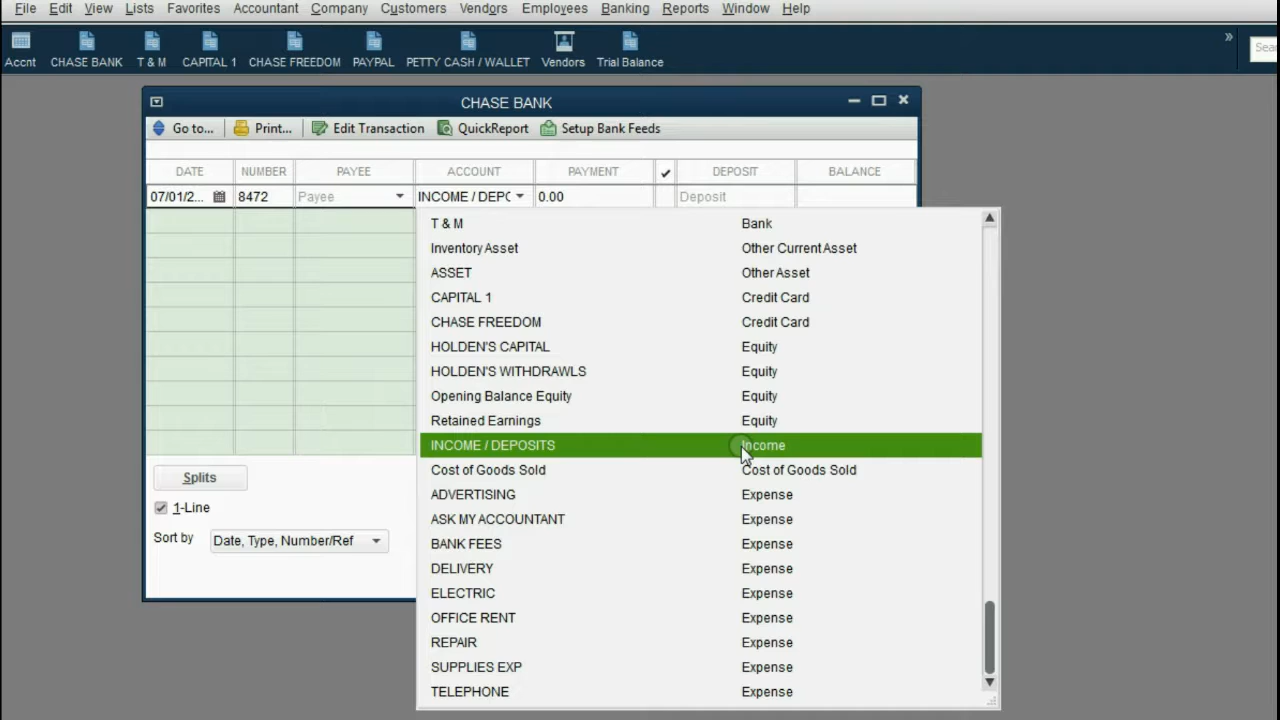 File Edit View Lists Favorites Accountant Company Customers Vendors Employees Banking Reports Window Help
Accnt CHASE BANK T & M CAPITAL 1 CHASE FREEDOM PAYPAL PETTY CASH / WALLET Vendors Trial Balance » Sea
CHASE BANK
Go to... Print... Edit Transaction QuickReport Setup Bank Feeds
DATE NUMBER PAYEE ACCOUNT PAYMENT ✓ DEPOSIT BALANCE
07/01/2... 8472 Payee INCOME / DEPC 0.00 Deposit
T & M Bank
Inventory Asset Other Current Asset
ASSET Other Asset
CAPITAL 1 Credit Card
CHASE FREEDOM Credit Card
HOLDEN'S CAPITAL Equity
HOLDEN'S WITHDRAWLS Equity
Opening Balance Equity Equity
Retained Earnings Equity
INCOME / DEPOSITS Income
Cost of Goods Sold Cost of Goods Sold
ADVERTISING Expense
ASK MY ACCOUNTANT Expense
BANK FEES Expense
DELIVERY Expense
ELECTRIC Expense
OFFICE RENT Expense
REPAIR Expense
SUPPLIES EXP Expense
TELEPHONE Expense
Splits
1-Line
Sort by Date, Type, Number/Ref